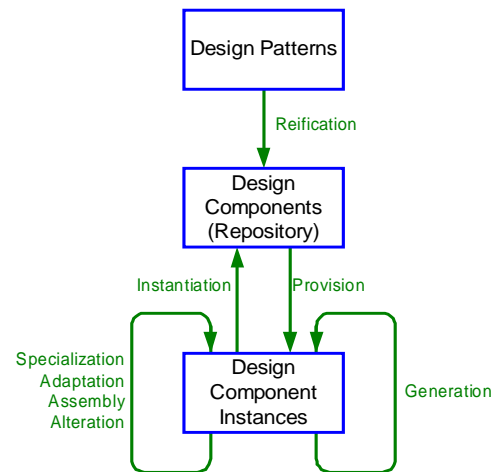 Design Patterns
Reification
Design
Components
(Repository)
Instantiation
Provision
Specialization
Adaptation
Assembly
Alteration
Design
Component
Instances
Generation